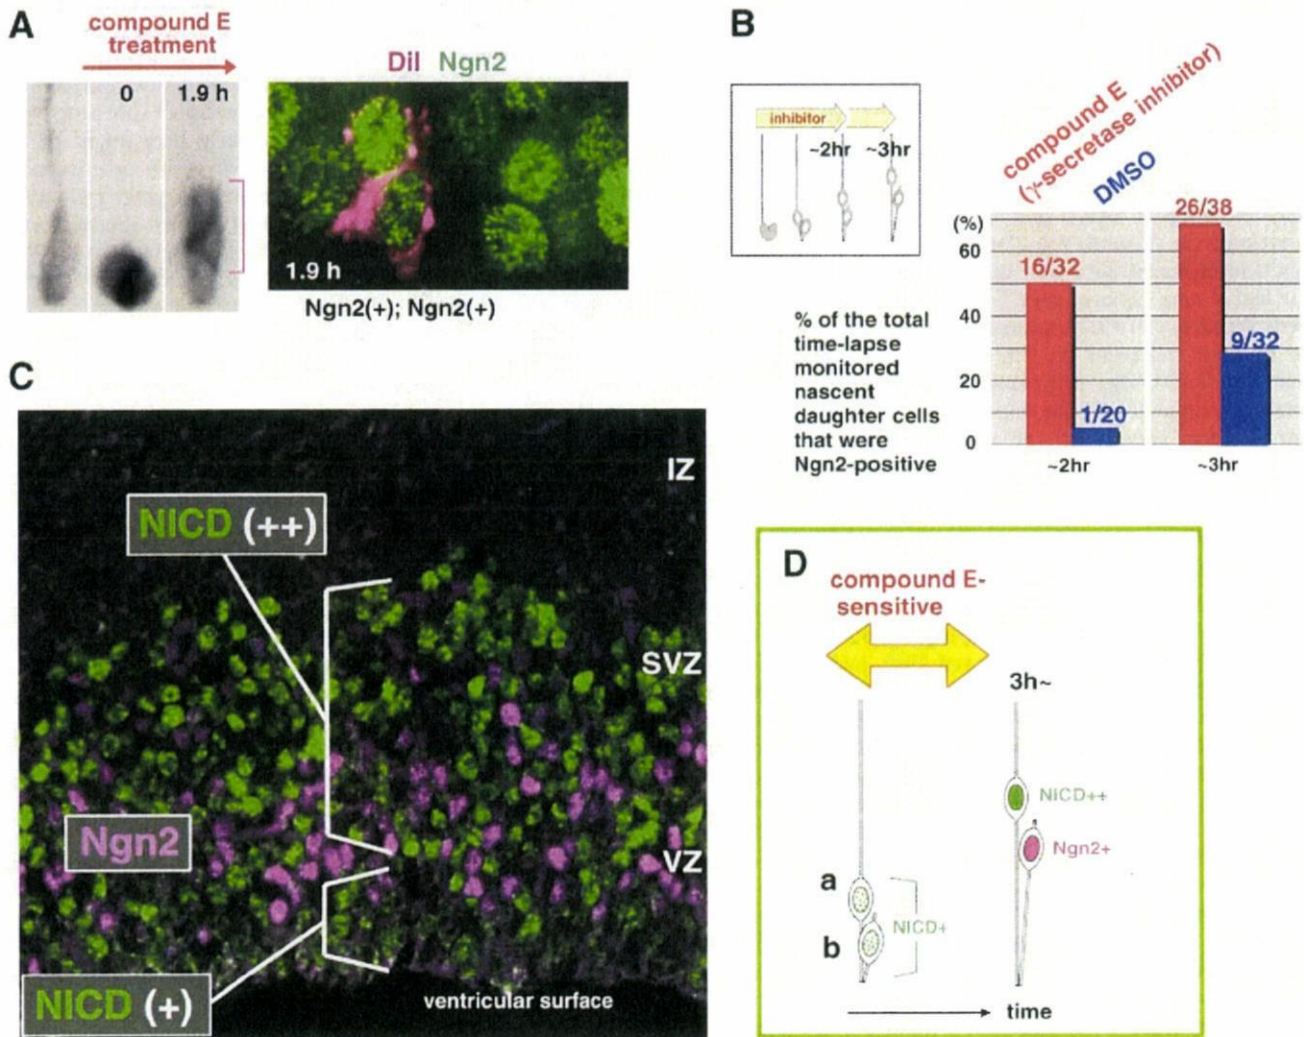 A
compound E
treatment
0
1.9 h
DiI Ngn2
1.9 h
Ngn2(+); Ngn2(+)
B
inhibitor
~2hr ~3hr
compound E
(γ-secretase inhibitor)
DMSO
(%)
60
40
20
0
16/32
1/20
26/38
9/32
~2hr
~3hr
% of the total
time-lapse
monitored
nascent
daughter cells
that were
Ngn2-positive
C
IZ
NICD (++)
SVZ
Ngn2
VZ
NICD (+)
ventricular surface
D
compound E-
sensitive
3h~
NICD++
Ngn2+
a
b
NICD+
time